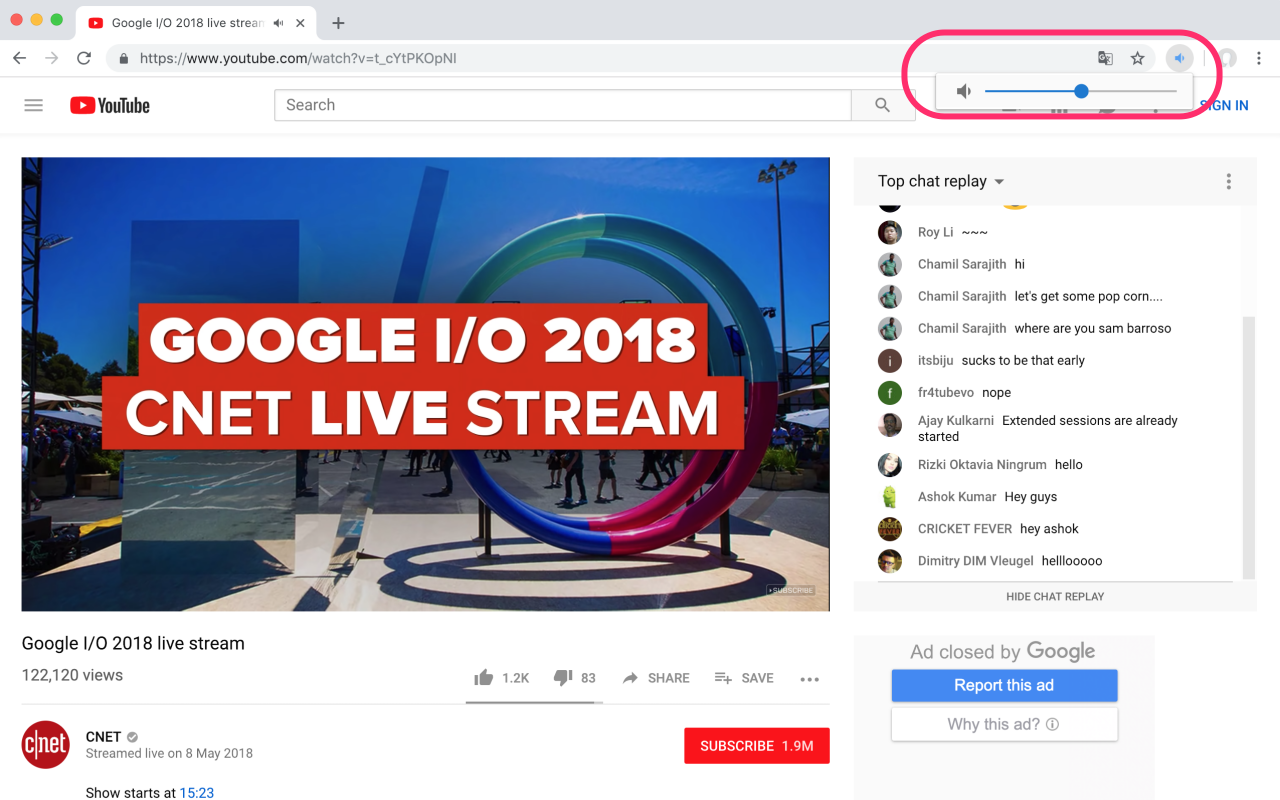 Google I/O 2018 live stream
https://www.youtube.com/watch?v=t_cYtPKOpNI
YouTube
Search
SIGN IN
GOOGLE I/O 2018
CNET LIVE STREAM
SUBSCRIBE
Top chat replay
Roy Li ~~~
Chamil Sarajith hi
Chamil Sarajith let's get some pop corn....
Chamil Sarajith where are you sam barroso
i itsbiju sucks to be that early
f fr4tubevo nope
Ajay Kulkarni Extended sessions are already
started
Rizki Oktavia Ningrum hello
Ashok Kumar Hey guys
CRICKET FEVER hey ashok
Dimitry DIM Vleugel helllooooo
HIDE CHAT REPLAY
Google I/O 2018 live stream
122,120 views
1.2K 83 SHARE SAVE
c|net
CNET
Streamed live on 8 May 2018
SUBSCRIBE 1.9M
Show starts at 15:23
Ad closed by Google
Report this ad
Why this ad?